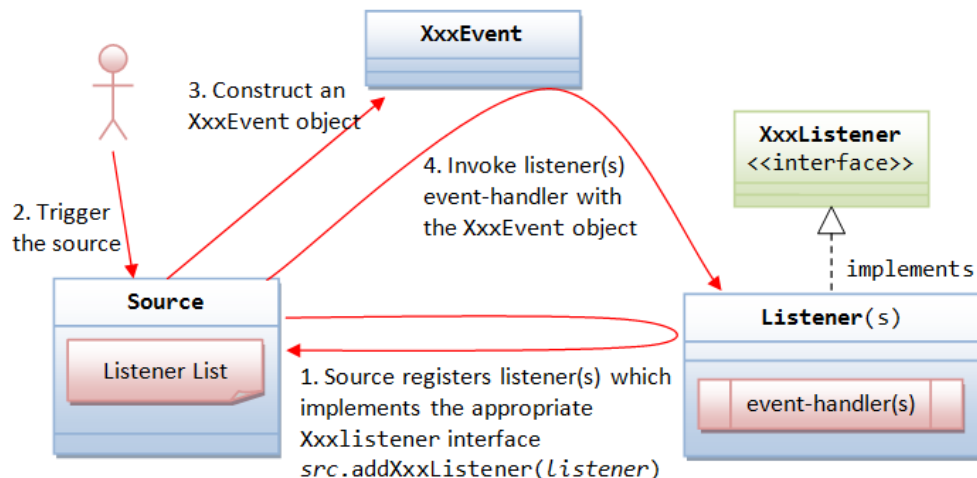 XxxEvent
3. Construct an
XxxEvent object
XxxListener
<<interface>>
4. Invoke listener(s)
event-handler with
the XxxEvent object
2. Trigger
the source
implements
Source
Listener List
Listener(s)
event-handler(s)
1. Source registers listener(s) which
implements the appropriate
Xxxlistener interface
src.addXxxListener(listener)